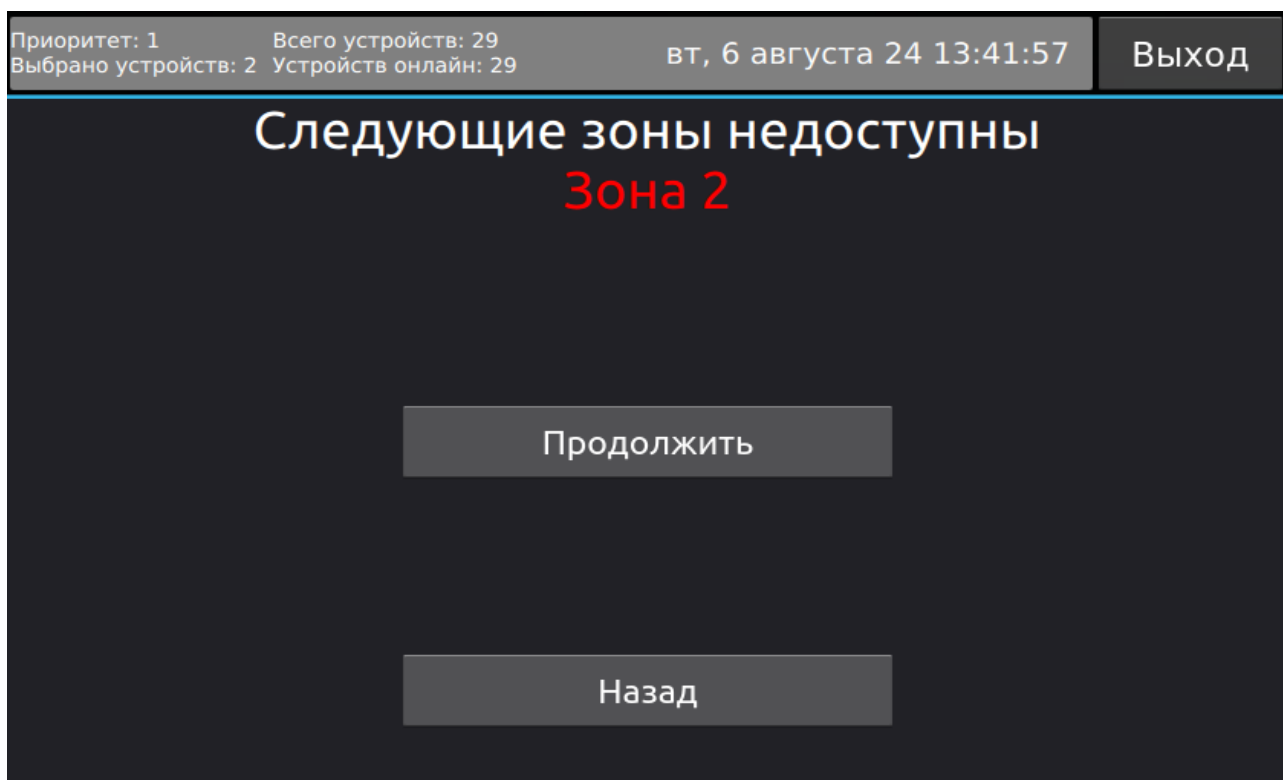 Приоритет: 1
Выбрано устройств: 2
Всего устройств: 29
Устройств онлайн: 29
вт, 6 августа 24 13:41:57
Выход
Следующие зоны недоступны
Зона 2
Продолжить
Назад